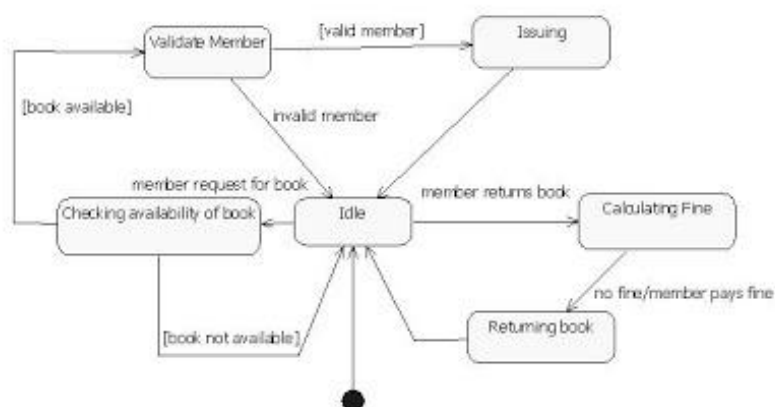 Validate Member
[valid member]
Issuing
[book available]
invalid member
member request for book
Checking availability of book
Idle
member returns book
Calculating Fine
no fine/member pays fine
[book not available]
Returning book